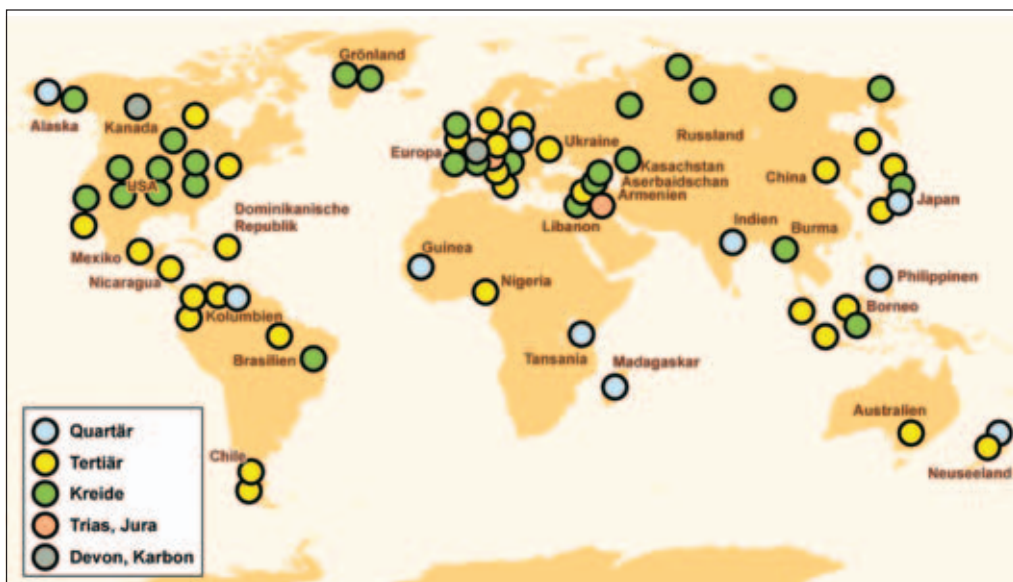 Grönland
Alaska
Kanada
USA
Mexiko
Nicaragua
Dominikanische
Republik
Kolumbien
Brasilien
Chile
Europa
Ukraine
Russland
Kasachstan
Aserbaidschan
Armenien
Libanon
China
Japan
Indien
Burma
Philippinen
Borneo
Guinea
Nigeria
Tansania
Madagaskar
Australien
Neuseeland
Quartär
Tertiär
Kreide
Trias, Jura
Devon, Karbon